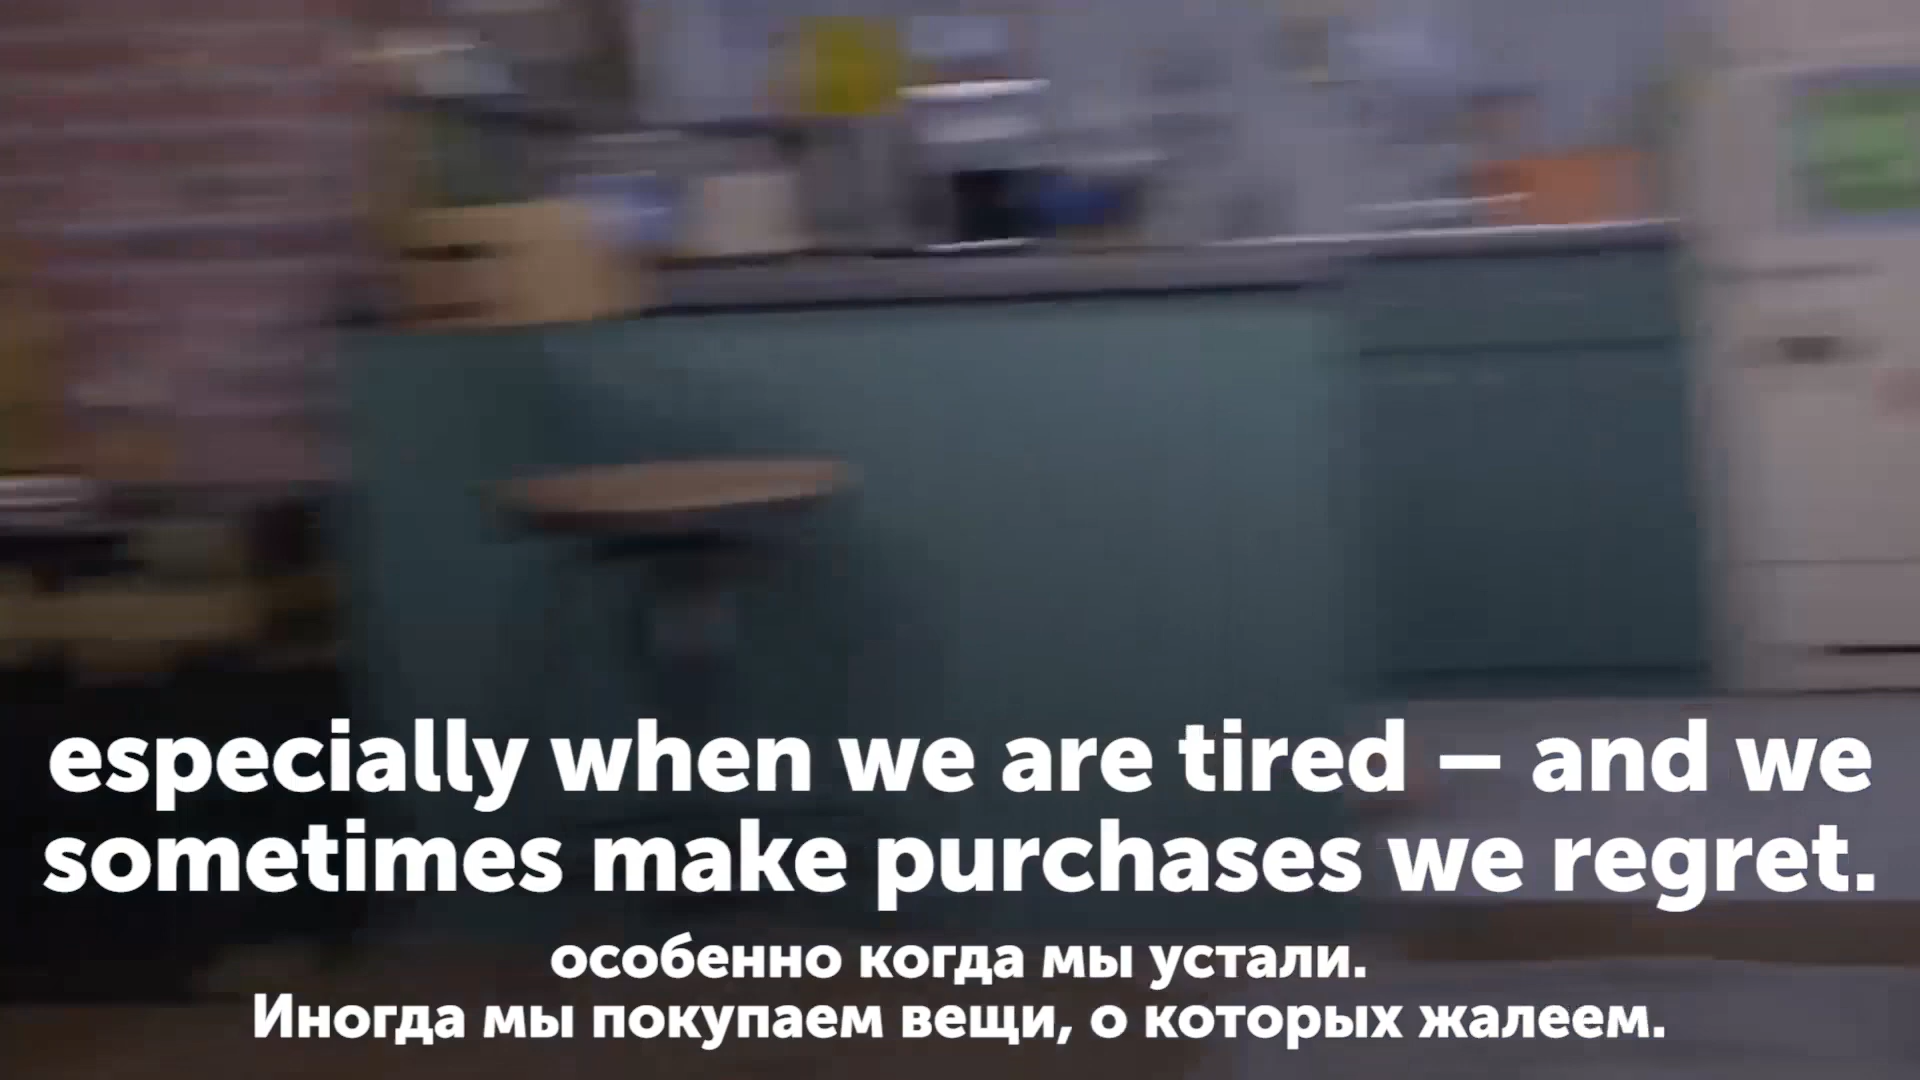 especially when we are tired – and we
sometimes make purchases we regret.
особенно когда мы устали.
Иногда мы покупаем вещи, о которых жалеем.